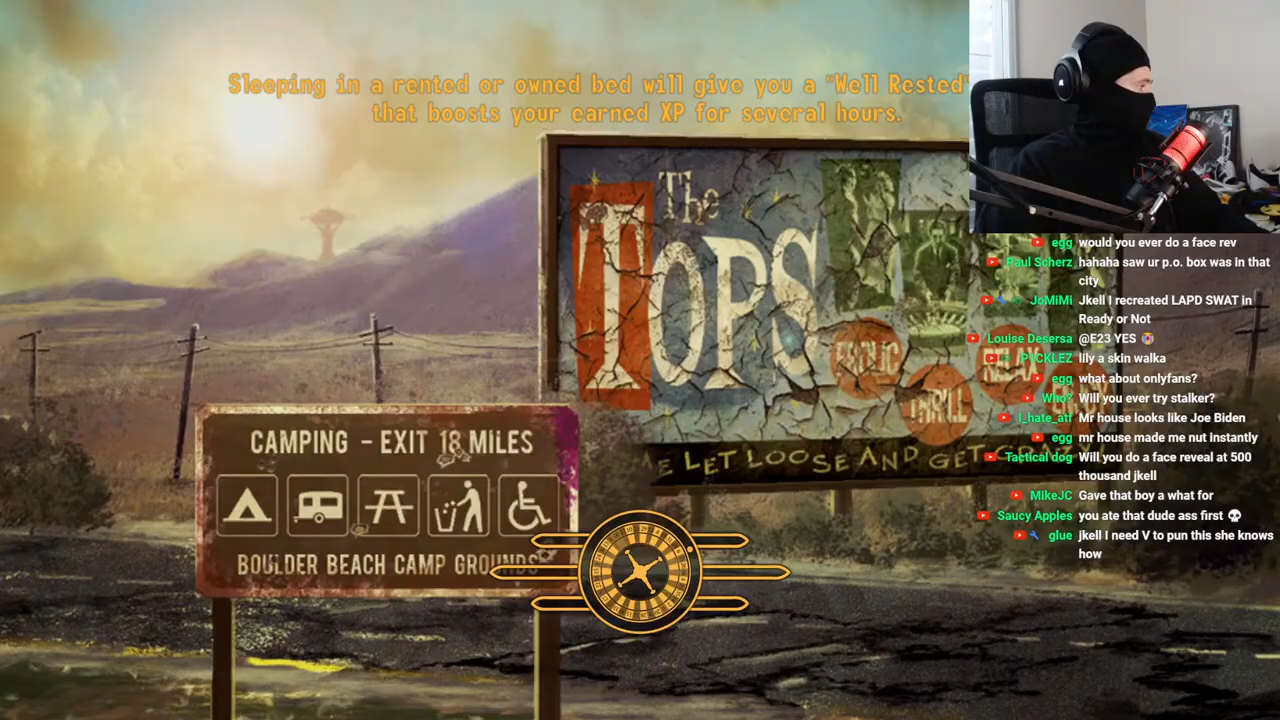 Sleeping in a rented or owned bed will give you a "Well Rested"
that boosts your earned XP for several hours.
The
TOPS
FROLIC
THRILL
RELAX
E LET LOOSE AND GET
CAMPING - EXIT 18 MILES
BOULDER BEACH CAMP GROUNDS
egg would you ever do a face rev
Paul Scherz hahaha saw ur p.o. box was in that
city
JoMiMi Jkell I recreated LAPD SWAT in
Ready or Not
Louise Desersa @E23 YES 😭
P1CKLEZ lily a skin walka
egg what about onlyfans?
Who? Will you ever try stalker?
I_hate_atf Mr house looks like Joe Biden
egg mr house made me nut instantly
Tactical dog Will you do a face reveal at 500
thousand jkell
MikeJC Gave that boy a what for
Saucy Apples you ate that dude ass first 💀
glue jkell I need V to pun this she knows
how